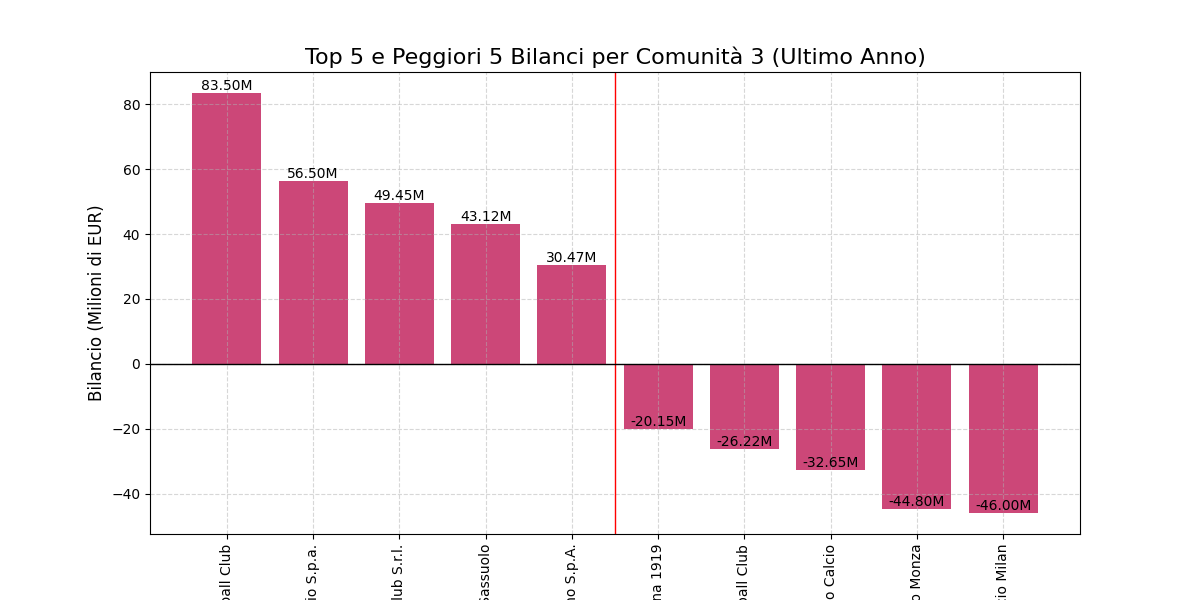 Top 5 e Peggiori 5 Bilanci per Comunità 3 (Ultimo Anno)
Bilancio (Milioni di EUR)
80
60
40
20
0
−20
−40
83.50M
56.50M
49.45M
43.12M
30.47M
-20.15M
-26.22M
-32.65M
-44.80M
-46.00M
ball Club
io S.p.a.
lub S.r.l.
Sassuolo
o S.p.A.
na 1919
ball Club
o Calcio
o Monza
io Milan